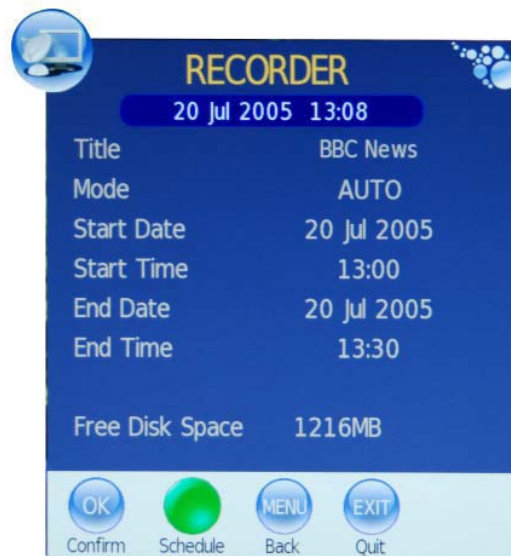 RECORDER
20 Jul 2005 13:08
Title BBC News
Mode AUTO
Start Date 20 Jul 2005
Start Time 13:00
End Date 20 Jul 2005
End Time 13:30
Free Disk Space 1216MB
OK MENU EXIT
Confirm Schedule Back Quit